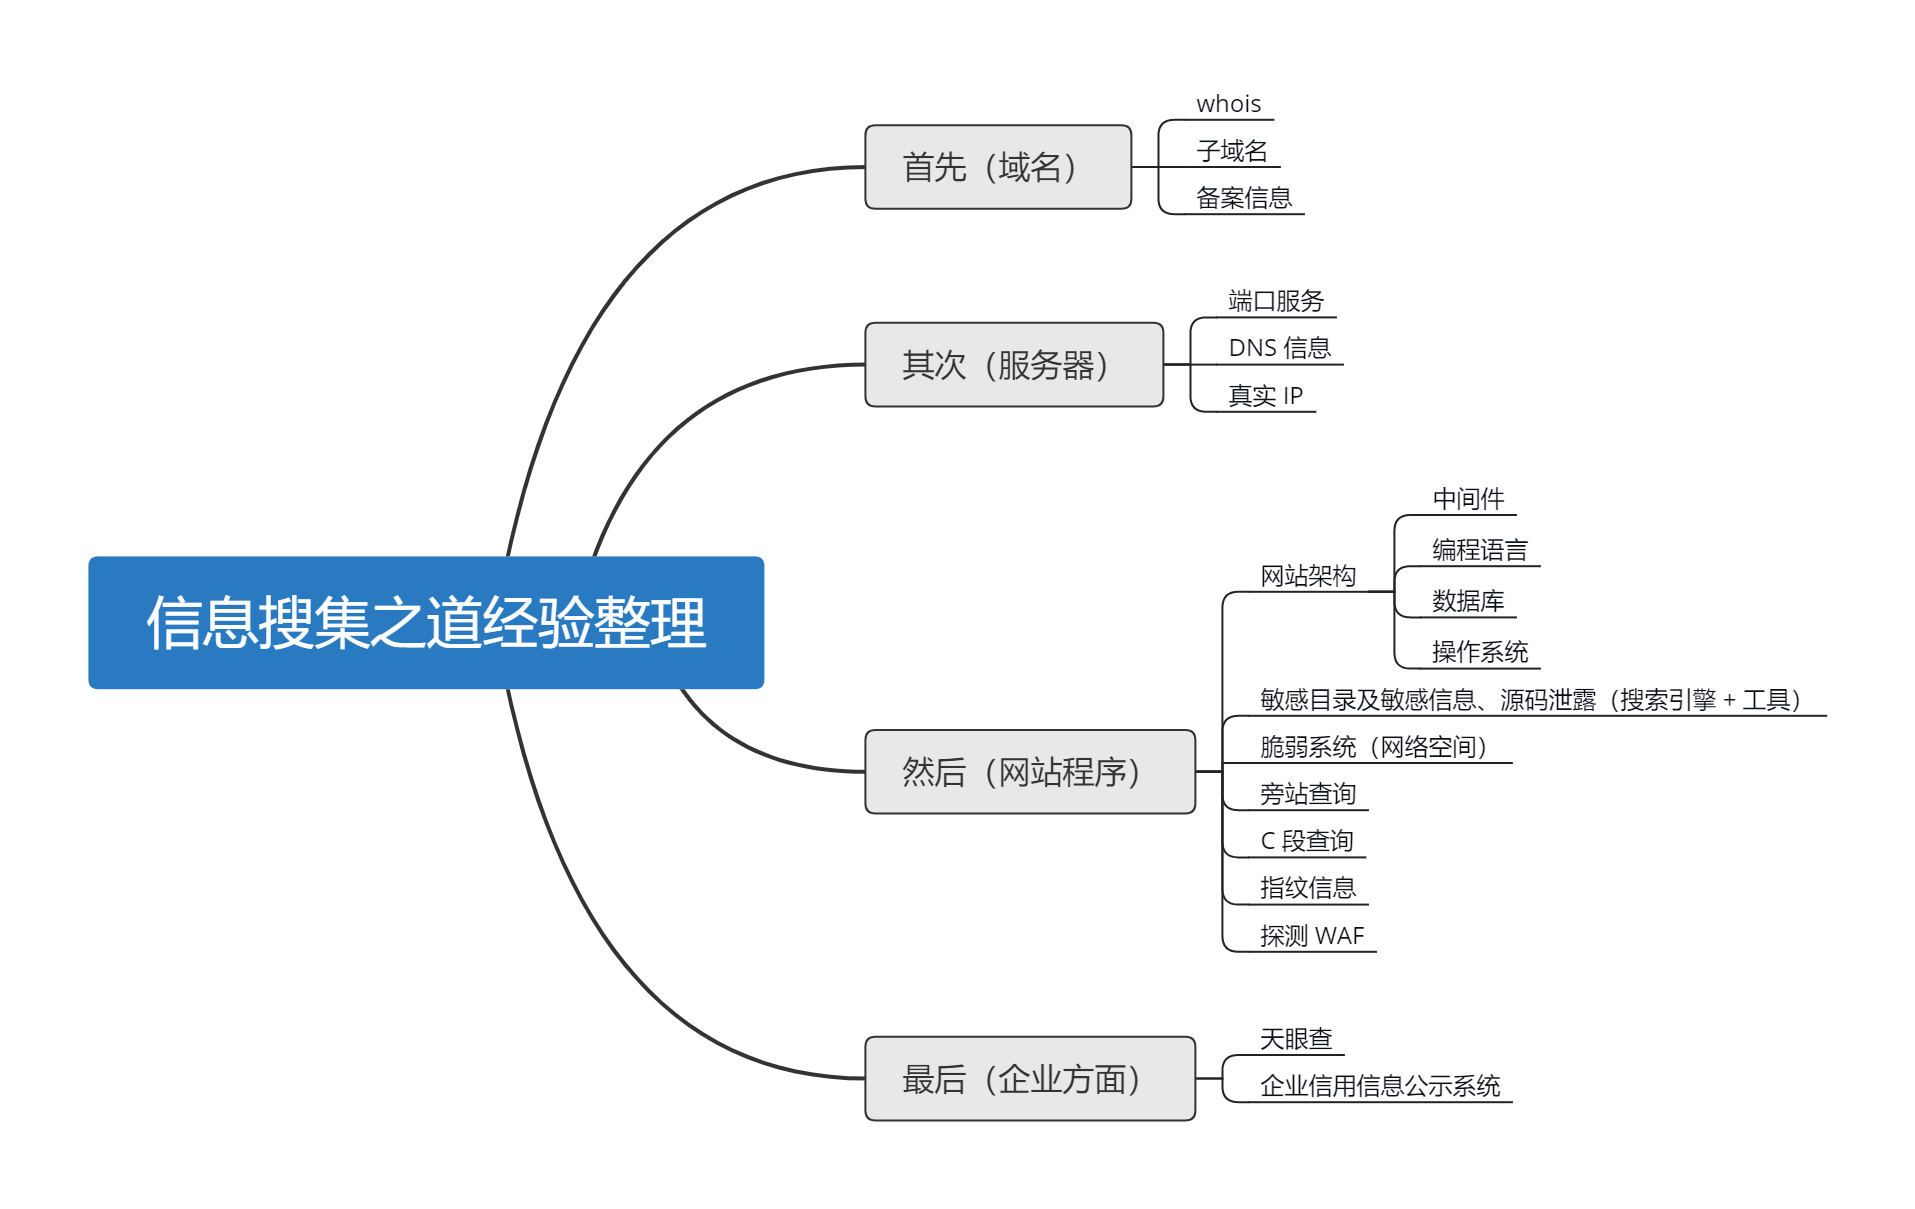 信息搜集之道经验整理
首先（域名）
whois
子域名
备案信息
其次（服务器）
端口服务
DNS 信息
真实 IP
然后（网站程序）
网站架构
中间件
编程语言
数据库
操作系统
敏感目录及敏感信息、源码泄露（搜索引擎 + 工具）
脆弱系统（网络空间）
旁站查询
C 段查询
指纹信息
探测 WAF
最后（企业方面）
天眼查
企业信用信息公示系统